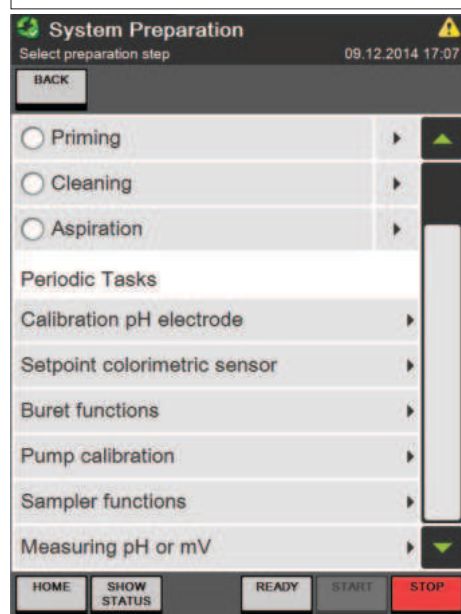 System Preparation
Select preparation step 09.12.2014 17:07
BACK
Priming
Cleaning
Aspiration
Periodic Tasks
Calibration pH electrode
Setpoint colorimetric sensor
Buret functions
Pump calibration
Sampler functions
Measuring pH or mV
HOME SHOW STATUS READY START STOP